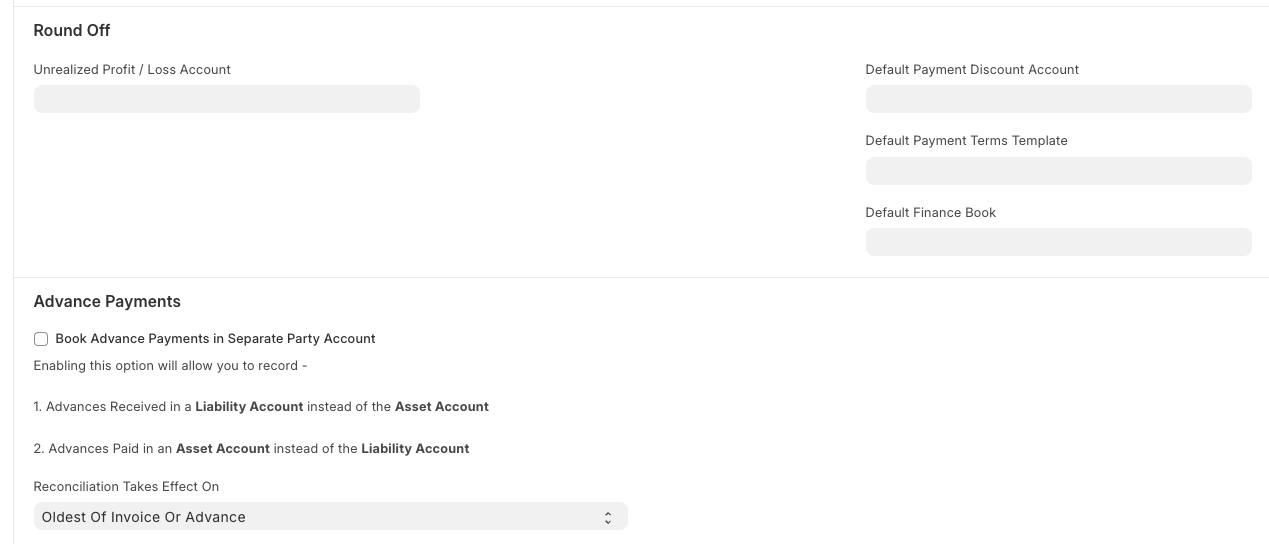 Round Off
Unrealized Profit / Loss Account
Default Payment Discount Account
Default Payment Terms Template
Default Finance Book
Advance Payments
Book Advance Payments in Separate Party Account
Enabling this option will allow you to record -
1. Advances Received in a Liability Account instead of the Asset Account
2. Advances Paid in an Asset Account instead of the Liability Account
Reconciliation Takes Effect On
Oldest Of Invoice Or Advance